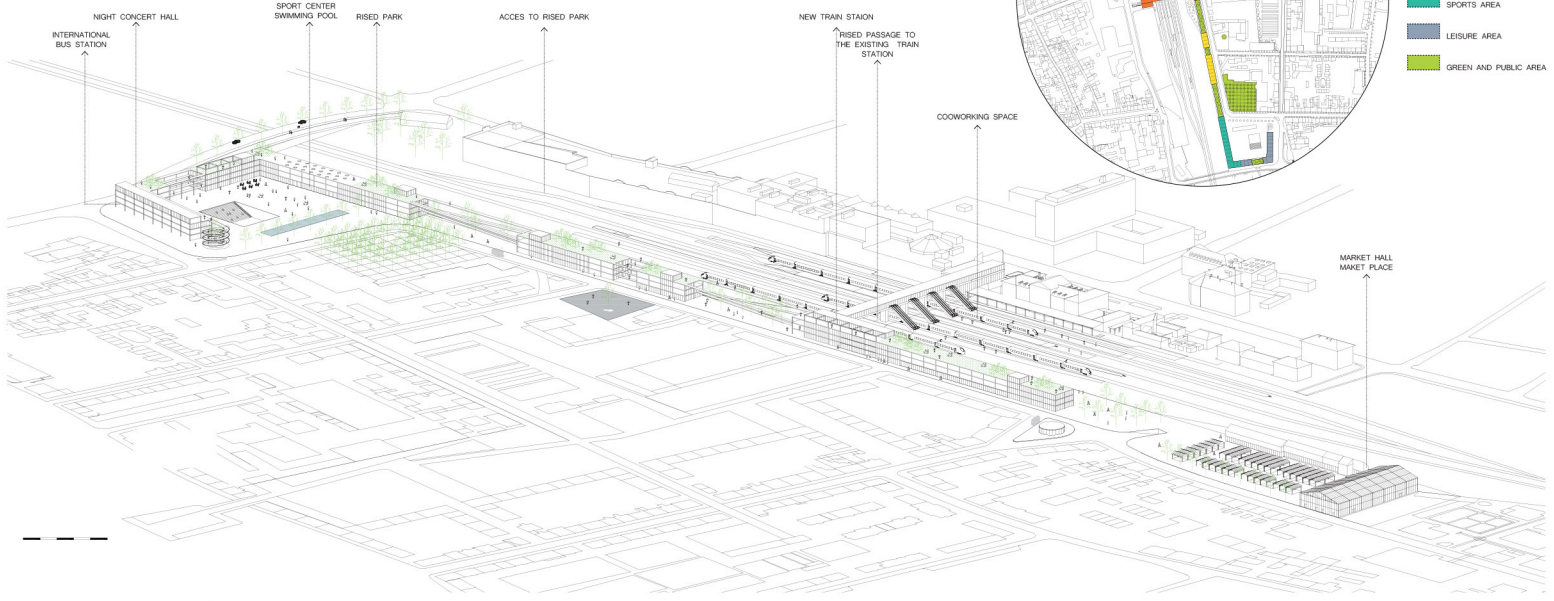 NIGHT CONCERT HALL
SPORT CENTER
SWIMMING POOL
RISED PARK
ACCES TO RISED PARK
NEW TRAIN STAION
INTERNATIONAL
BUS STATION
RISED PASSAGE TO
THE EXISTING TRAIN
STATION
COOWORKING SPACE
MARKET HALL
MAKET PLACE
SPORTS AREA
LEISURE AREA
GREEN AND PUBLIC AREA